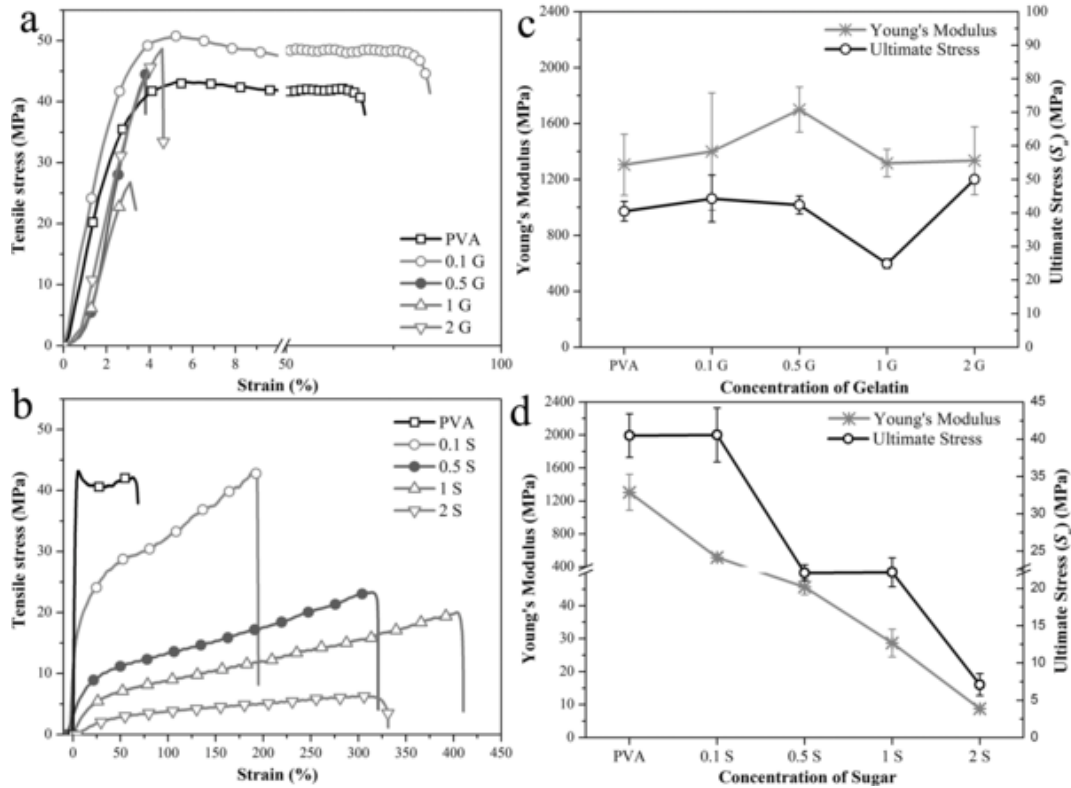 a
Tensile stress (MPa)
50
40
30
20
10
0
PVA
0.1 G
0.5 G
1 G
2 G
0 2 4 6 8 50 100
Strain (%)
c
Young's Modulus (MPa)
2400
2000
1600
1200
800
400
0
Young's Modulus
Ultimate Stress
100
90
80
70
60
50
40
30
20
10
0
Ultimate Stress (Su) (MPa)
PVA 0.1 G 0.5 G 1 G 2 G
Concentration of Gelatin
b
Tensile stress (MPa)
50
40
30
20
10
0
PVA
0.1 S
0.5 S
1 S
2 S
0 50 100 150 200 250 300 350 400 450
Strain (%)
d
Young's Modulus (MPa)
2400
2000
1600
1200
800
400
40
30
20
10
0
Young's Modulus
Ultimate Stress
45
40
35
30
25
20
15
10
5
0
Ultimate Stress (Su) (MPa)
PVA 0.1 S 0.5 S 1 S 2 S
Concentration of Sugar